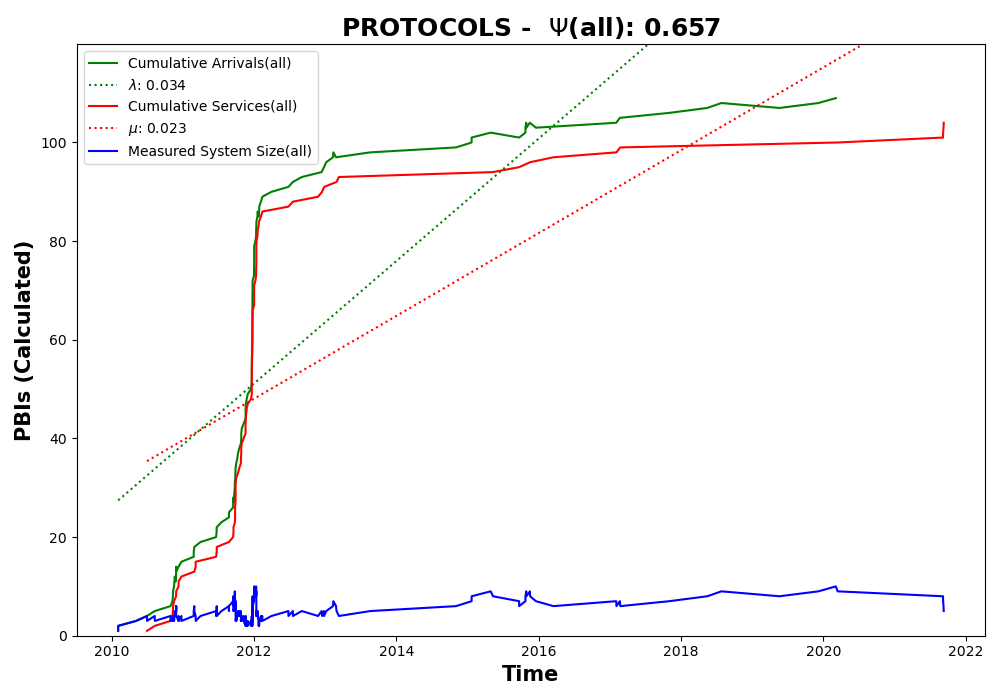 PROTOCOLS - Ψ(all): 0.657
Cumulative Arrivals(all)
λ: 0.034
Cumulative Services(all)
μ: 0.023
Measured System Size(all)
PBIs (Calculated)
100
80
60
40
20
0
2010 2012 2014 2016 2018 2020 2022
Time